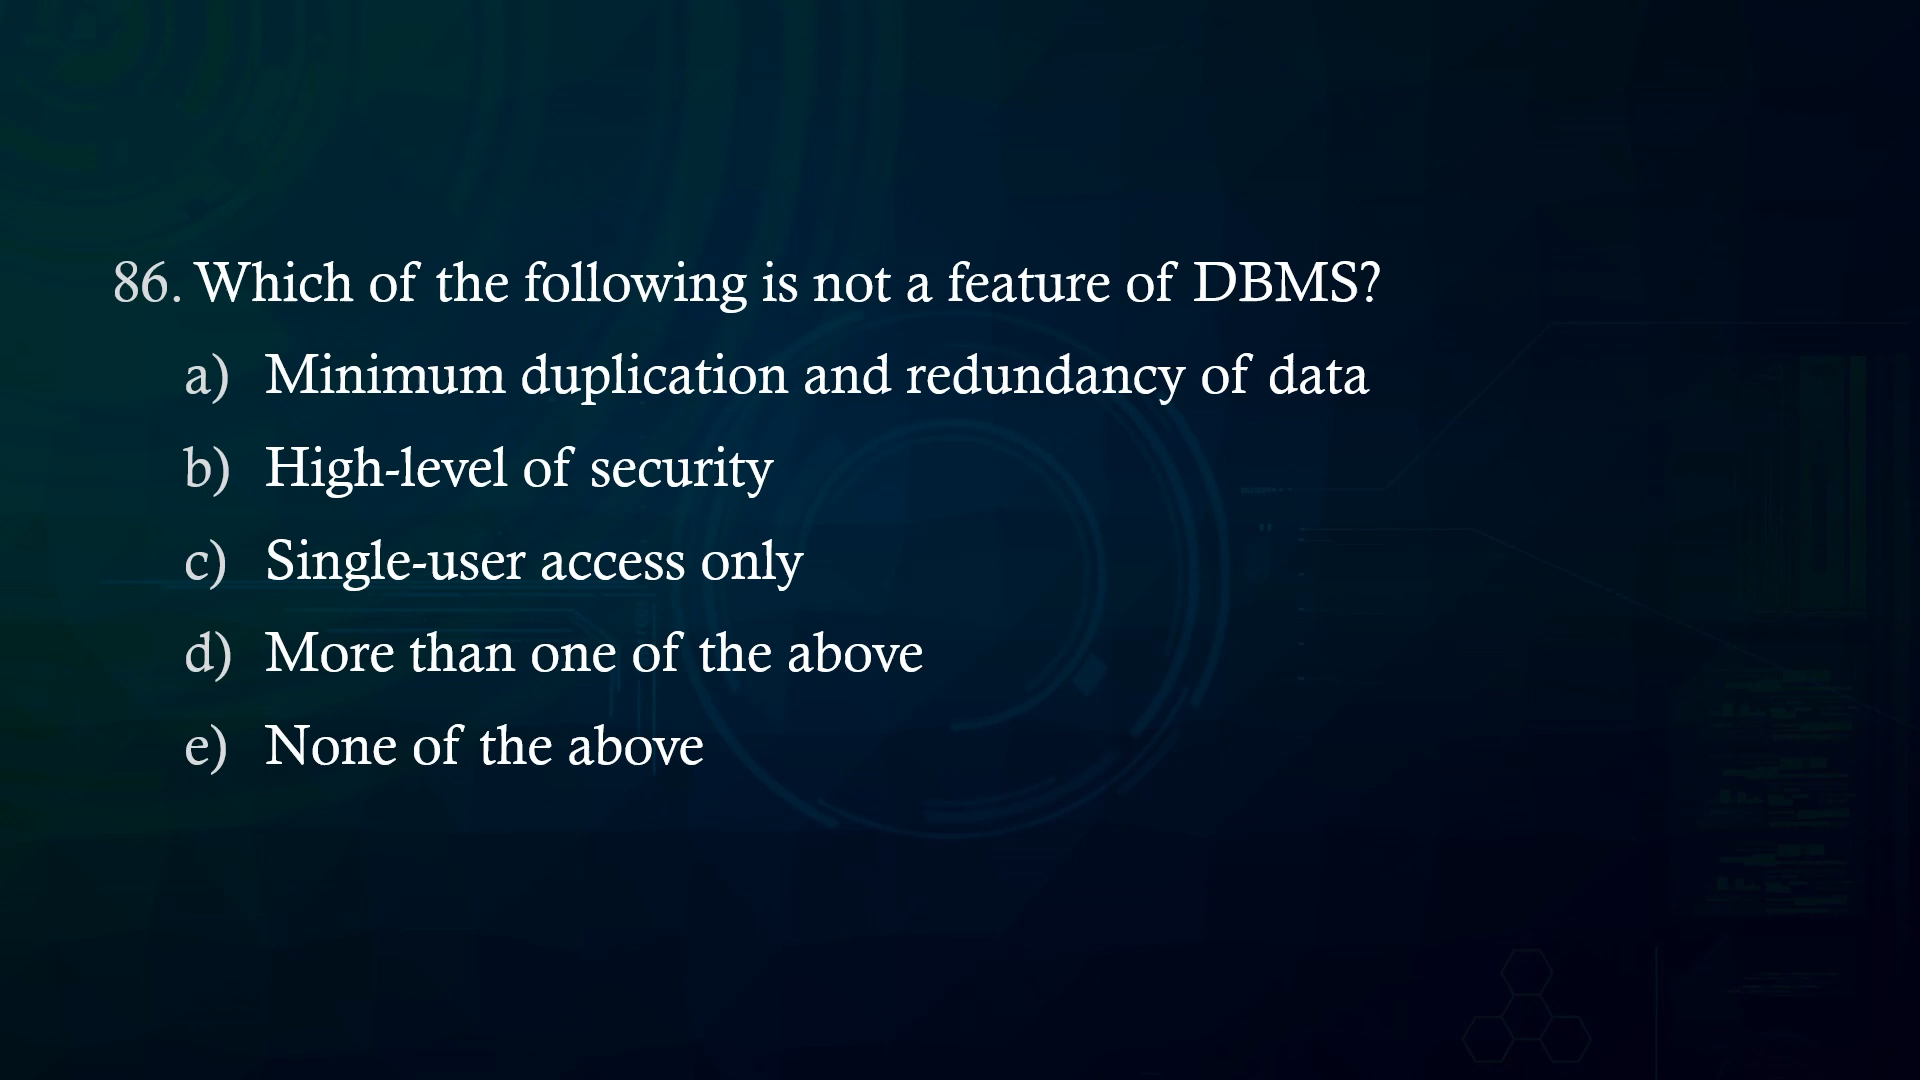 86. Which of the following is not a feature of DBMS?
a) Minimum duplication and redundancy of data
b) High-level of security
c) Single-user access only
d) More than one of the above
e) None of the above